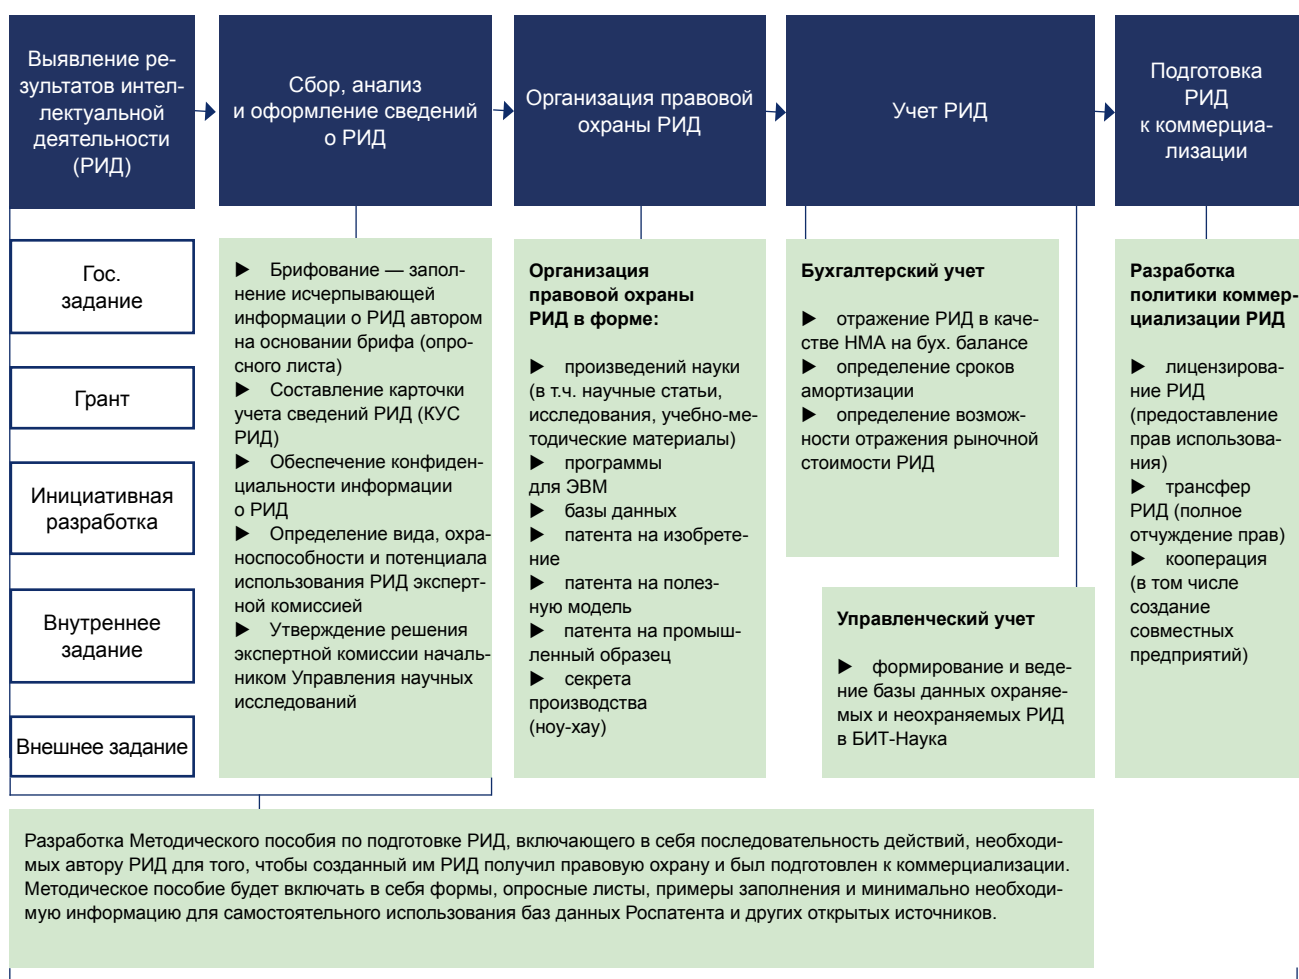 Выявление ре-
зультатов интел-
лектуальной
деятельности
(РИД)
Сбор, анализ
и оформление сведений
о РИД
Организация правовой
охраны РИД
Учет РИД
Подготовка
РИД
к коммерциа-
лизации
Гос.
задание
Грант
Инициативная
разработка
Внутреннее
задание
Внешнее задание
▶ Брифование — запол-
нение исчерпывающей
информации о РИД автором
на основании брифа (опро-
сного листа)
▶ Составление карточки
учета сведений РИД (КУС
РИД)
▶ Обеспечение конфиден-
циальности информации
о РИД
▶ Определение вида, охра-
носпособности и потенциала
использования РИД эксперт-
ной комиссией
▶ Утверждение решения
экспертной комиссии началь-
ником Управления научных
исследований
Организация
правовой охраны
РИД в форме:
▶ произведений науки
(в т.ч. научные статьи,
исследования, учебно-ме-
тодические материалы)
▶ программы
для ЭВМ
▶ базы данных
▶ патента на изобрете-
ние
▶ патента на полез-
ную модель
▶ патента на промыш-
ленный образец
▶ секрета
производства
(ноу-хау)
Бухгалтерский учет
▶ отражение РИД в каче-
стве НМА на бух. балансе
▶ определение сроков
амортизации
▶ определение возмож-
ности отражения рыночной
стоимости РИД
Управленческий учет
▶ формирование и веде-
ние базы данных охраняе-
мых и неохраняемых РИД
в БИТ-Наука
Разработка
политики коммер-
циализации РИД
▶ лицензирова-
ние РИД
(предоставление
прав использова-
ния)
▶ трансфер
РИД (полное
отчуждение прав)
▶ кооперация
(в том числе
создание
совместных
предприятий)
Разработка Методического пособия по подготовке РИД, включающего в себя последовательность действий, необходи-
мых автору РИД для того, чтобы созданный им РИД получил правовую охрану и был подготовлен к коммерциализации.
Методическое пособие будет включать в себя формы, опросные листы, примеры заполнения и минимально необходи-
мую информацию для самостоятельного использования баз данных Роспатента и других открытых источников.